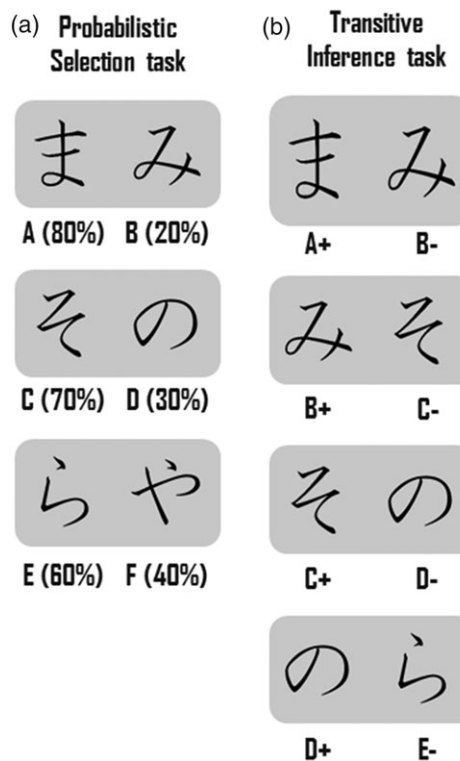 (a) Probabilistic
Selection task
まみ
A (80%) B (20%)
その
C (70%) D (30%)
らや
E (60%) F (40%)
(b) Transitive
Inference task
まみ
A+ B-
みそ
B+ C-
その
C+ D-
のら
D+ E-